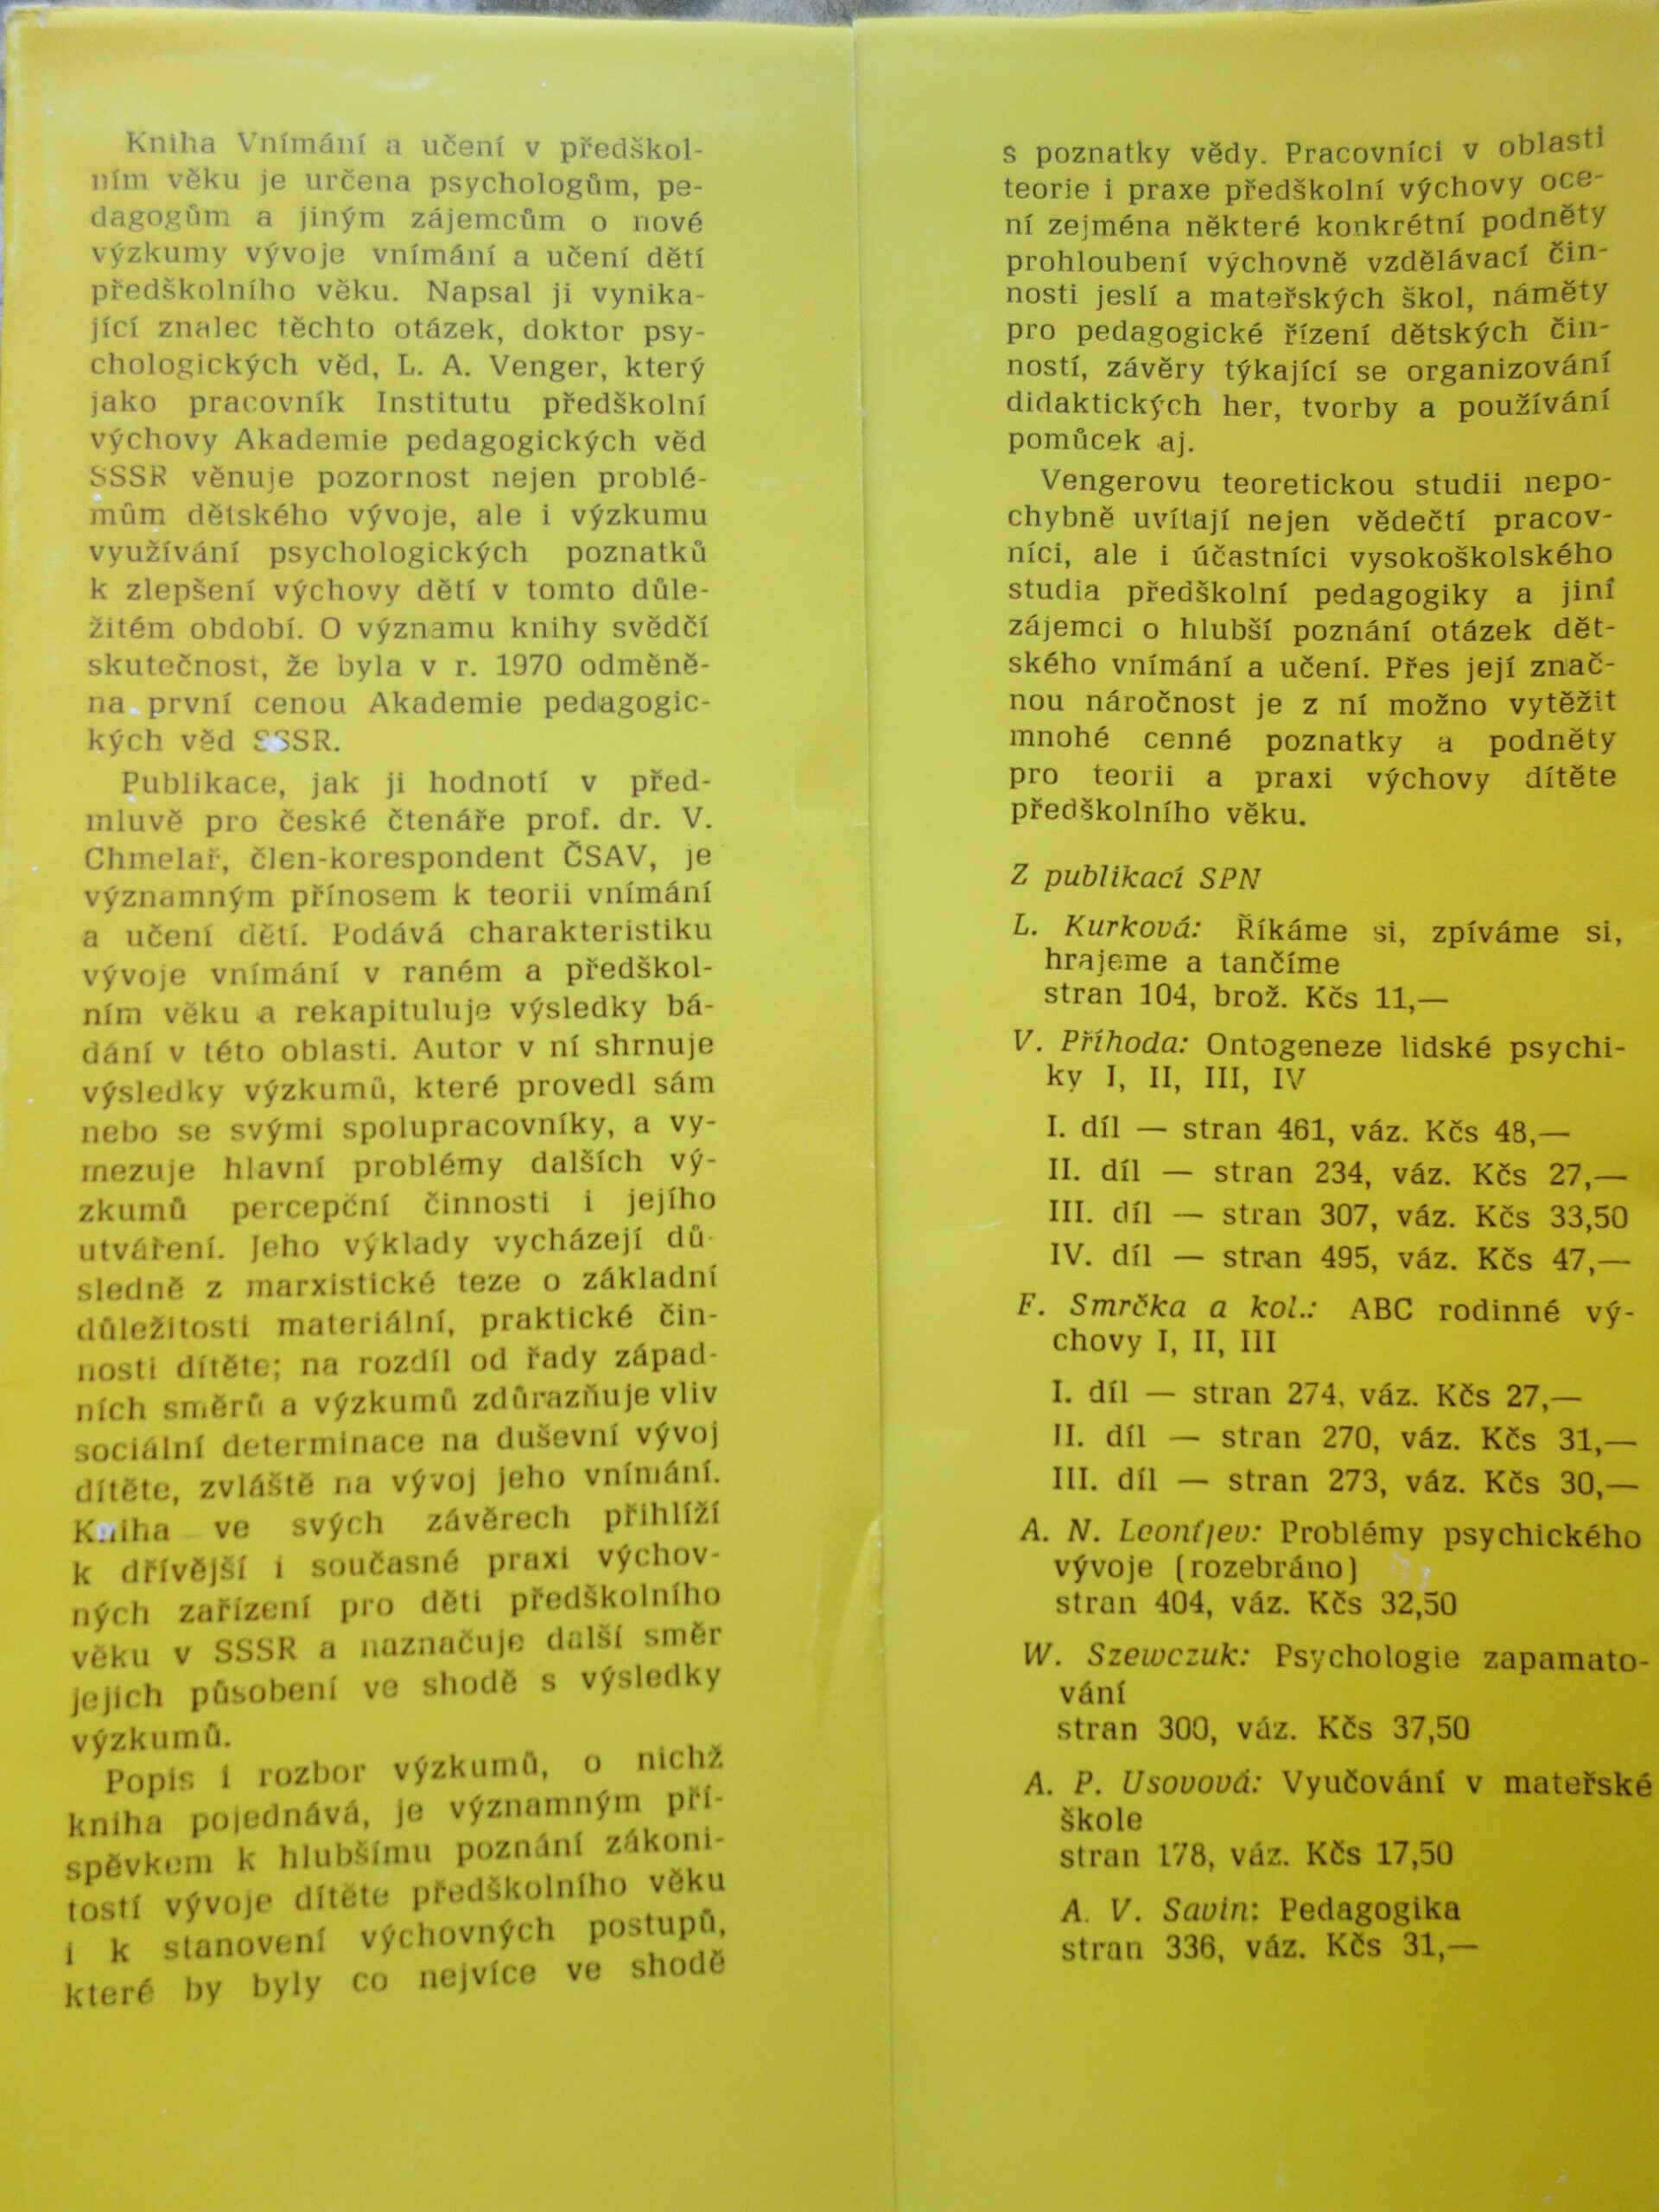 Kniha Vnímání a učení v předškol-
ním věku je určena psychologům, pe-
dagogům a jiným zájemcům o nové
výzkumy vývoje vnímání a učení dětí
předškolního věku. Napsal ji vynika-
jící znalec těchto otázek, doktor psy-
chologických věd, L. A. Venger, který
jako pracovník Institutu předškolní
výchovy Akademie pedagogických věd
SSSR věnuje pozornost nejen problé-
mům dětského vývoje, ale i výzkumu
využívání psychologických poznatků
k zlepšení výchovy dětí v tomto důle-
žitém období. O významu knihy svědčí
skutečnost, že byla v r. 1970 odměně-
na první cenou Akademie pedagogic-
kých věd SSSR.
Publikace, jak ji hodnotí v před-
mluvě pro české čtenáře prof. dr. V.
Chmelař, člen-korespondent ČSAV, je
významným přínosem k teorii vnímání
a učení dětí. Podává charakteristiku
vývoje vnímání v raném a předškol-
ním věku a rekapituluje výsledky bá-
dání v této oblasti. Autor v ní shrnuje
výsledky výzkumů, které provedl sám
nebo se svými spolupracovníky, a vy-
mezuje hlavní problémy dalších vý-
zkumů percepční činnosti i jejího
utváření. Jeho výklady vycházejí dů-
sledně z marxistické teze o základní
důležitosti materiální, praktické čin-
nosti dítěte; na rozdíl od řady západ-
ních směrů a výzkumů zdůrazňuje vliv
sociální determinace na duševní vývoj
dítěte, zvláště na vývoj jeho vnímání.
Kniha ve svých závěrech přihlíží
k dřívější i současné praxi výchov-
ných zařízení pro děti předškolního
věku v SSSR a naznačuje další směr
jejich působení ve shodě s výsledky
výzkumů.
Popis i rozbor výzkumů, o nichž
kniha pojednává, je významným pří-
spěvkem k hlubšímu poznání zákoni-
tostí vývoje dítěte předškolního věku
i k stanovení výchovných postupů,
které by byly co nejvíce ve shodě
s poznatky vědy. Pracovníci v oblasti
teorie i praxe předškolní výchovy oce-
ní zejména některé konkrétní podněty
prohloubení výchovně vzdělávací čin-
nosti jeslí a mateřských škol, náměty
pro pedagogické řízení dětských čin-
ností, závěry týkající se organizování
didaktických her, tvorby a používání
pomůcek aj.
Vengerovu teoretickou studii nepo-
chybně uvítají nejen vědečtí pracov-
níci, ale i účastníci vysokoškolského
studia předškolní pedagogiky a jiní
zájemci o hlubší poznání otázek dět-
ského vnímání a učení. Přes její znač-
nou náročnost je z ní možno vytěžit
mnohé cenné poznatky a podněty
pro teorii a praxi výchovy dítěte
předškolního věku.
Z publikací SPN
L. Kurková: Říkáme si, zpíváme si,
hrajeme a tančíme
stran 104, brož. Kčs 11,—
V. Příhoda: Ontogeneze lidské psychi-
ky I, II, III, IV
I. díl — stran 461, váz. Kčs 48,—
II. díl — stran 234, váz. Kčs 27,—
III. díl — stran 307, váz. Kčs 33,50
IV. díl — stran 495, váz. Kčs 47,—
F. Smrčka a kol.: ABC rodinné vý-
chovy I, II, III
I. díl — stran 274, váz. Kčs 27,—
II. díl — stran 270, váz. Kčs 31,—
III. díl — stran 273, váz. Kčs 30,—
A. N. Leonťjev: Problémy psychického
vývoje (rozebráno)
stran 404, váz. Kčs 32,50
W. Szewczuk: Psychologie zapamato-
vání
stran 300, váz. Kčs 37,50
A. P. Usovová: Vyučování v mateřské
škole
stran 178, váz. Kčs 17,50
A. V. Savin: Pedagogika
stran 336, váz. Kčs 31,—